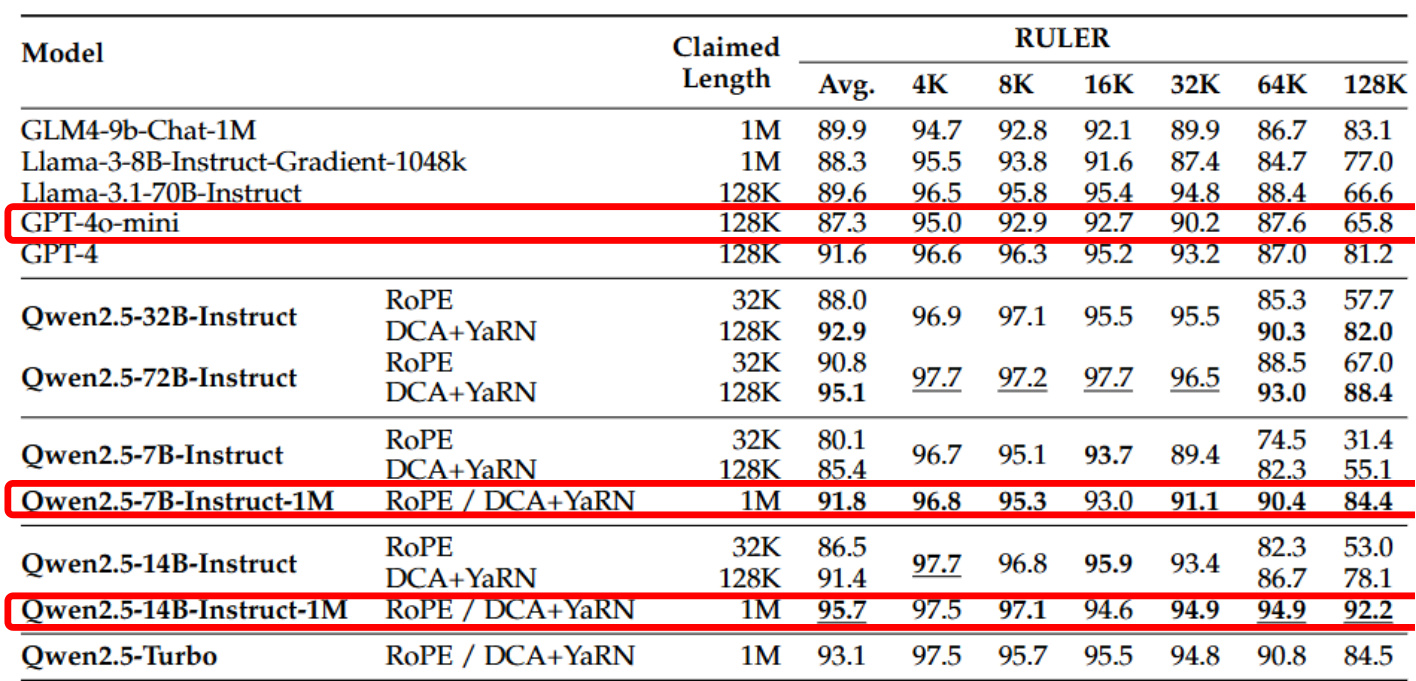 Model Claimed Length RULER
Avg. 4K 8K 16K 32K 64K 128K
GLM4-9b-Chat-1M 1M 89.9 94.7 92.8 92.1 89.9 86.7 83.1
Llama-3-8B-Instruct-Gradient-1048k 1M 88.3 95.5 93.8 91.6 87.4 84.7 77.0
Llama-3.1-70B-Instruct 128K 89.6 96.5 95.8 95.4 94.8 88.4 66.6
GPT-4o-mini 128K 87.3 95.0 92.9 92.7 90.2 87.6 65.8
GPT-4 128K 91.6 96.6 96.3 95.2 93.2 87.0 81.2
Qwen2.5-32B-Instruct RoPE 32K 88.0 96.9 97.1 95.5 95.5 85.3 57.7
DCA+YaRN 128K 92.9 90.3 82.0
Qwen2.5-72B-Instruct RoPE 32K 90.8 97.7 97.2 97.7 96.5 88.5 67.0
DCA+YaRN 128K 95.1 93.0 88.4
Qwen2.5-7B-Instruct RoPE 32K 80.1 96.7 95.1 93.7 89.4 74.5 31.4
DCA+YaRN 128K 85.4 82.3 55.1
Qwen2.5-7B-Instruct-1M RoPE / DCA+YaRN 1M 91.8 96.8 95.3 93.0 91.1 90.4 84.4
Qwen2.5-14B-Instruct RoPE 32K 86.5 97.7 96.8 95.9 93.4 82.3 53.0
DCA+YaRN 128K 91.4 86.7 78.1
Qwen2.5-14B-Instruct-1M RoPE / DCA+YaRN 1M 95.7 97.5 97.1 94.6 94.9 94.9 92.2
Qwen2.5-Turbo RoPE / DCA+YaRN 1M 93.1 97.5 95.7 95.5 94.8 90.8 84.5